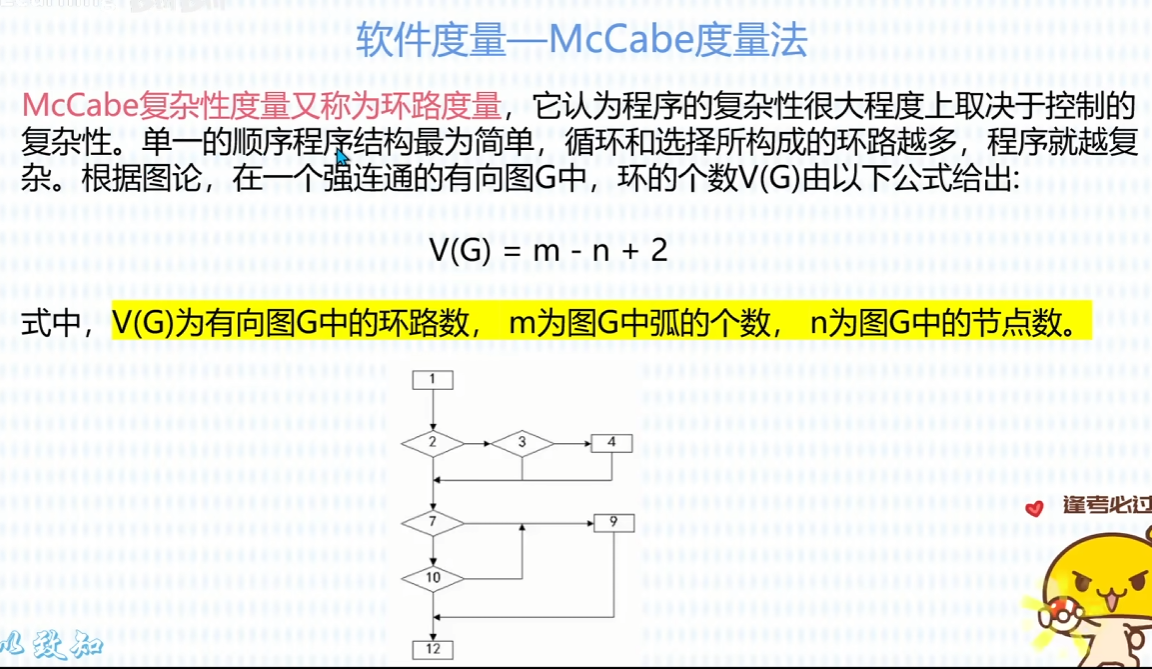 软件度量—McCabe度量法
McCabe复杂性度量又称为环路度量，它认为程序的复杂性很大程度上取决于控制的
复杂性。单一的顺序程序结构最为简单，循环和选择所构成的环路越多，程序就越复
杂。根据图论，在一个强连通的有向图G中，环的个数V(G)由以下公式给出:
V(G) = m - n + 2
式中，V(G)为有向图G中的环路数， m为图G中弧的个数， n为图G中的节点数。
1
2 3 4
7 9
10
12
逢考必过
以致知